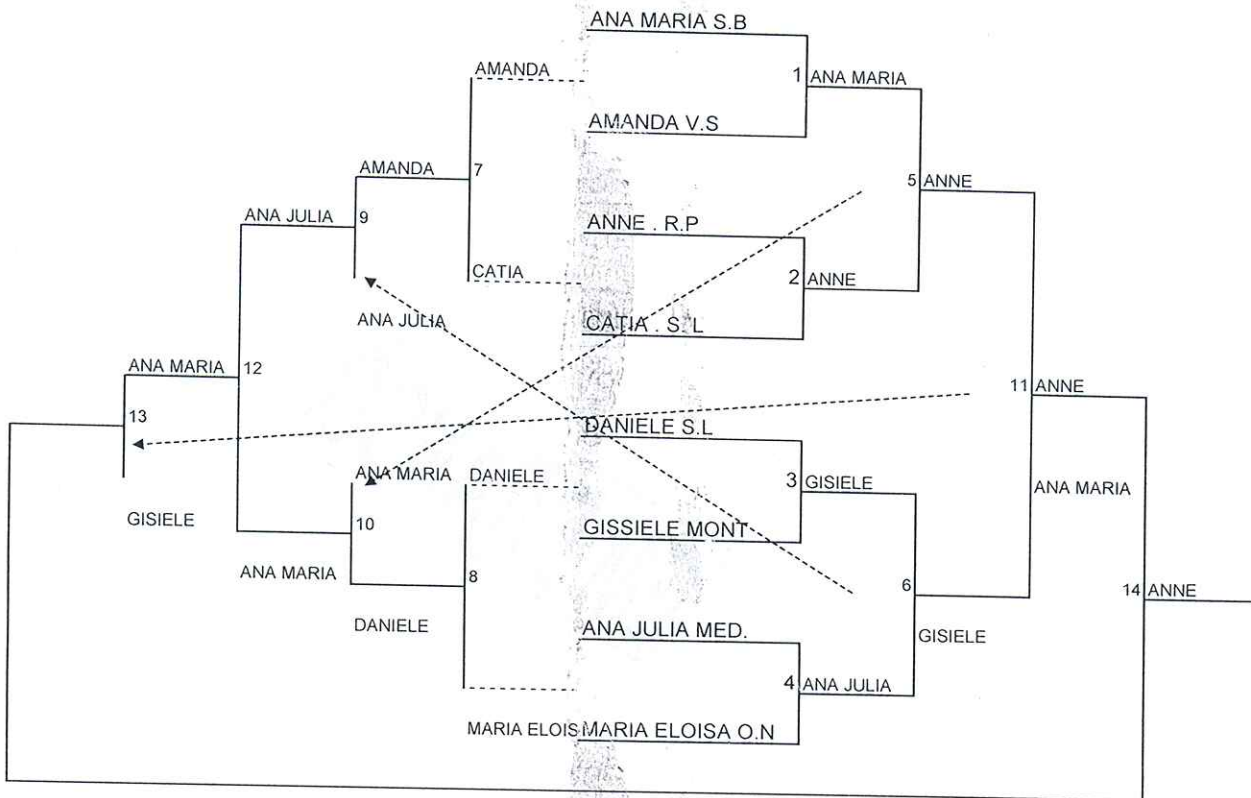 ANA MARIA S.B
AMANDA
1
ANA MARIA
AMANDA V.S
AMANDA
7
5
ANNE
ANA JULIA
9
ANNE . R.P
CATIA
2
ANNE
ANA JULIA
CATIA . S. L
ANA MARIA
12
11
ANNE
13
DANIELE S.L
ANA MARIA
DANIELE
3
GISIELE
ANA MARIA
GISIELE
10
GISSIELE MONT
ANA MARIA
8
6
14
ANNE
DANIELE
ANA JULIA MED.
GISIELE
4
ANA JULIA
MARIA ELOIS
MARIA ELOISA O.N